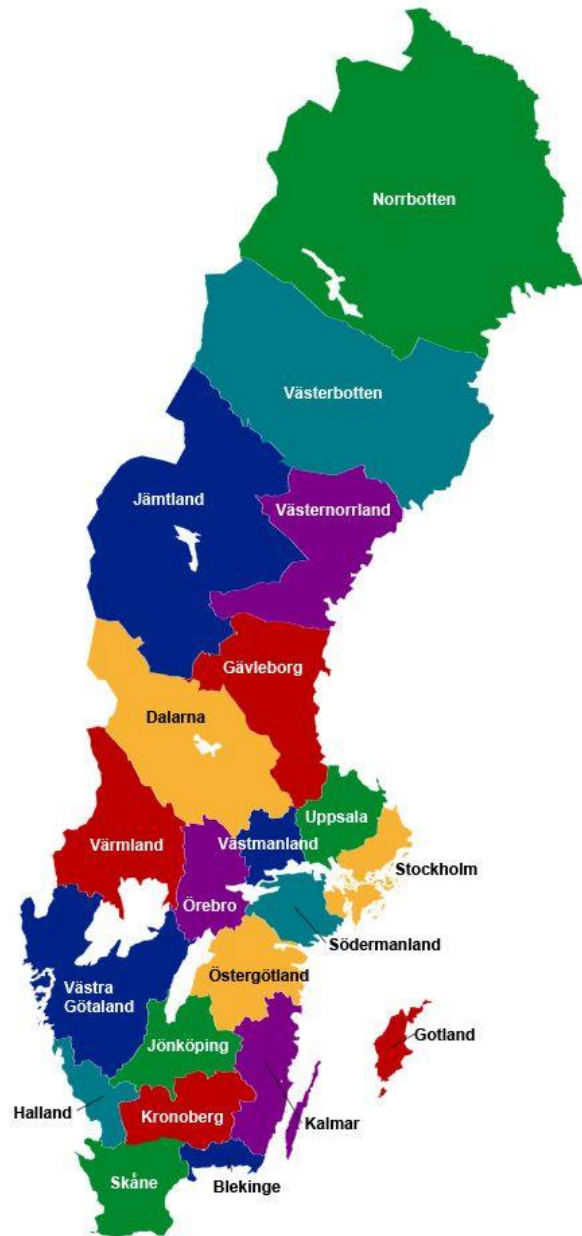 Norrbotten
Västerbotten
Jämtland
Västernorrland
Gävleborg
Dalarna
Uppsala
Värmland
Västmanland
Stockholm
Örebro
Södermanland
Östergötland
Västra
Götaland
Gotland
Jönköping
Halland
Kronoberg
Kalmar
Skåne
Blekinge